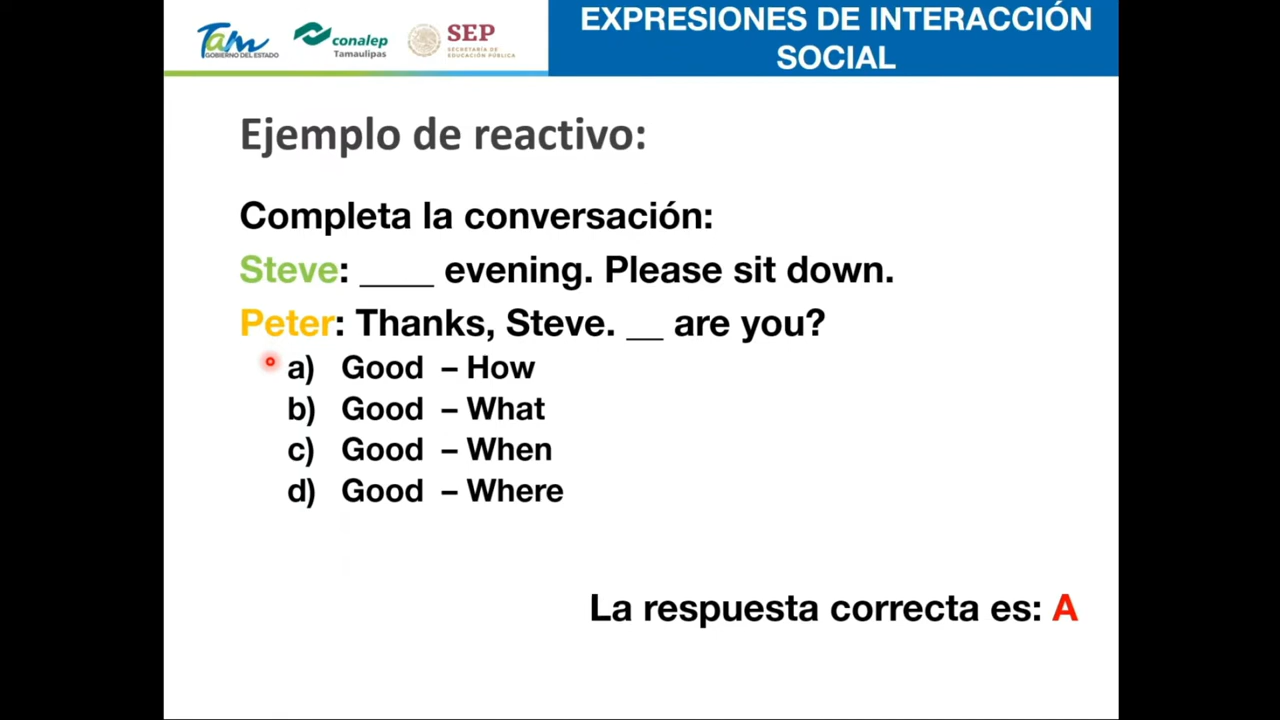 Tam
GOBIERNO DEL ESTADO
conalep
Tamaulipas
SEP
SECRETARÍA DE
EDUCACIÓN PÚBLICA
EXPRESIONES DE INTERACCIÓN
SOCIAL
Ejemplo de reactivo:
Completa la conversación:
Steve: ____ evening. Please sit down.
Peter: Thanks, Steve. __ are you?
a) Good – How
b) Good – What
c) Good – When
d) Good – Where
La respuesta correcta es: A